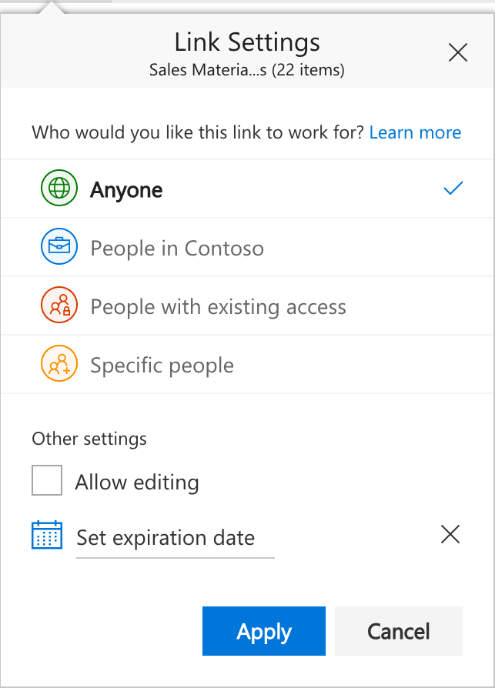 Link Settings
Sales Materia...s (22 items)
Who would you like this link to work for? Learn more
Anyone
People in Contoso
People with existing access
Specific people
Other settings
Allow editing
Set expiration date
Apply
Cancel